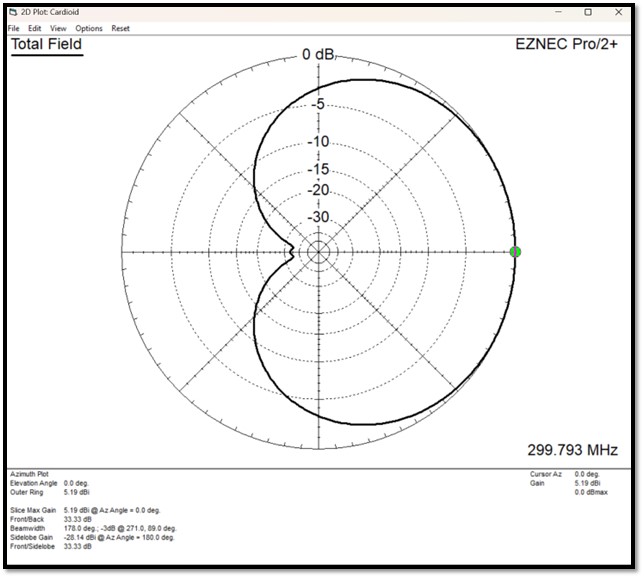 2D Plot: Cardioid
File Edit View Options Reset
Total Field
EZNEC Pro/2+
0 dB
-5
-10
-15
-20
-30
299.793 MHz
Azimuth Plot
Elevation Angle 0.0 deg.
Outer Ring 5.19 dBi
Cursor Az 0.0 deg.
Gain 5.19 dBi
0.0 dBmax
Slice Max Gain 5.19 dBi @ Az Angle = 0.0 deg.
Front/Back 33.33 dB
Beamwidth 178.0 deg.; -3dB @ 271.0, 89.0 deg.
Sidelobe Gain -28.14 dBi @ Az Angle = 180.0 deg.
Front/Sidelobe 33.33 dB